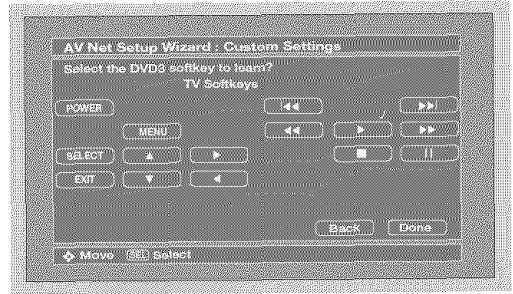 AV Net Setup Wizard : Custom Settings
Select the DVD3 softkey to learn?
TV Softkeys
POWER
MENU
SELECT
EXIT
Back Done
Move SEL Select